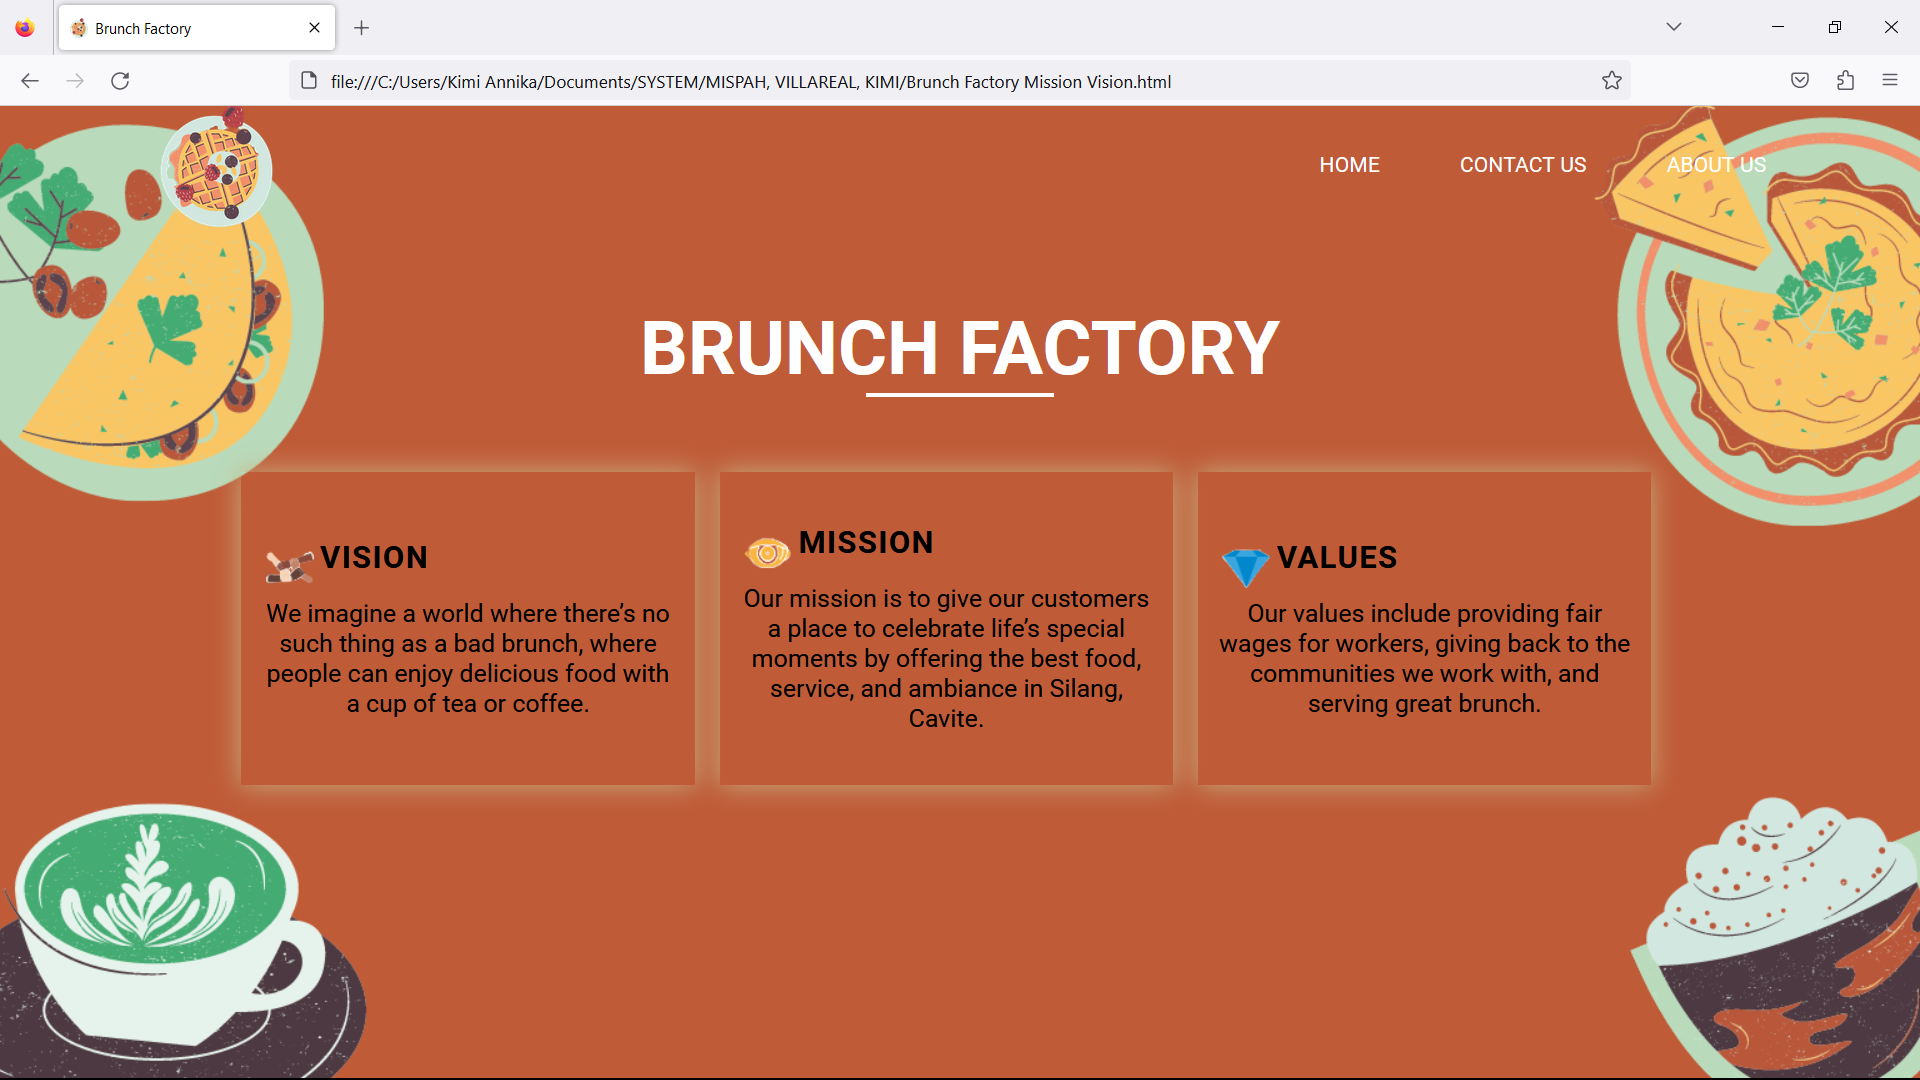 Brunch Factory
file:///C:/Users/Kimi Annika/Documents/SYSTEM/MISPAH, VILLAREAL, KIMI/Brunch Factory Mission Vision.html
HOME CONTACT US ABOUT US
BRUNCH FACTORY
VISION
We imagine a world where there’s no
such thing as a bad brunch, where
people can enjoy delicious food with
a cup of tea or coffee.
MISSION
Our mission is to give our customers
a place to celebrate life’s special
moments by offering the best food,
service, and ambiance in Silang,
Cavite.
VALUES
Our values include providing fair
wages for workers, giving back to the
communities we work with, and
serving great brunch.